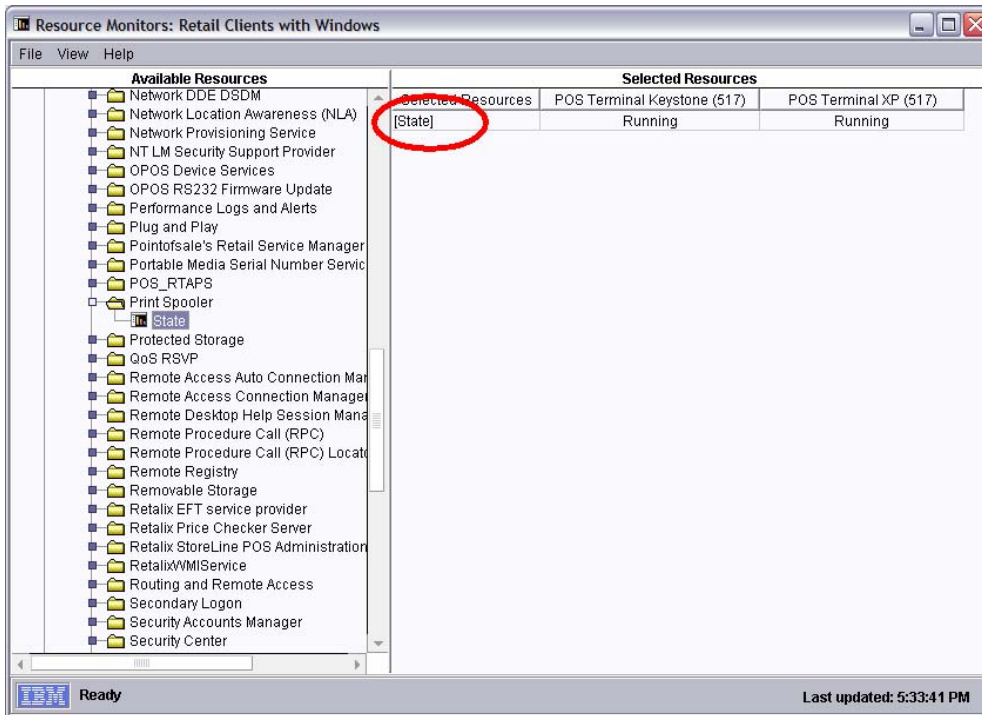 Resource Monitors: Retail Clients with Windows
File View Help
Available Resources
Network DDE DSDM
Network Location Awareness (NLA)
Network Provisioning Service
NT LM Security Support Provider
OPOS Device Services
OPOS RS232 Firmware Update
Performance Logs and Alerts
Plug and Play
Pointofsale's Retail Service Manager
Portable Media Serial Number Servic
POS_RTAPS
Print Spooler
State
Protected Storage
QoS RSVP
Remote Access Auto Connection Mar
Remote Access Connection Manager
Remote Desktop Help Session Mana
Remote Procedure Call (RPC)
Remote Procedure Call (RPC) Locato
Remote Registry
Removable Storage
Retalix EFT service provider
Retalix Price Checker Server
Retalix StoreLine POS Administration
RetalixWMIService
Routing and Remote Access
Secondary Logon
Security Accounts Manager
Security Center
Selected Resources
Selected Resources POS Terminal Keystone (517) POS Terminal XP (517)
[State] Running Running
IBM Ready Last updated: 5:33:41 PM